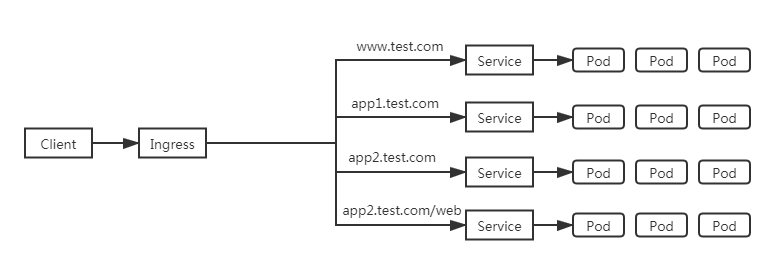 www.test.com
Service Pod Pod Pod
app1.test.com
Service Pod Pod Pod
Client Ingress
app2.test.com
Service Pod Pod Pod
app2.test.com/web
Service Pod Pod Pod